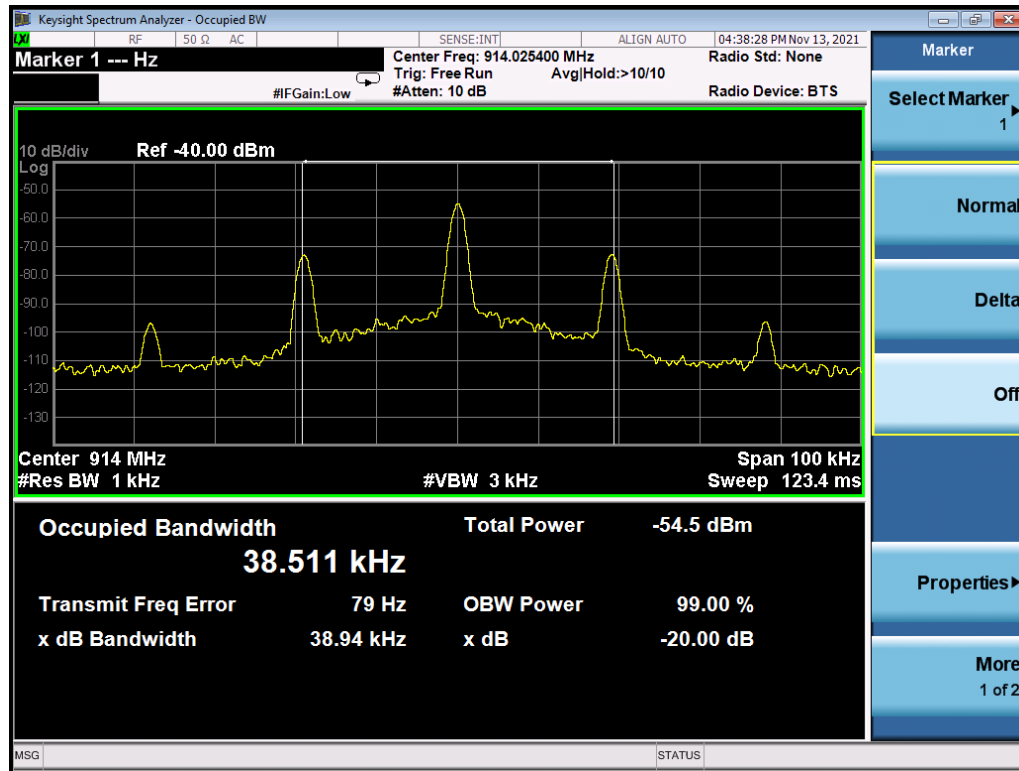 Keysight Spectrum Analyzer - Occupied BW
LXI RF 50 Ω AC SENSE:INT ALIGN AUTO 04:38:28 PM Nov 13, 2021
Marker 1 --- Hz
Center Freq: 914.025400 MHz Radio Std: None
Trig: Free Run Avg|Hold:>10/10
#IFGain:Low #Atten: 10 dB Radio Device: BTS
10 dB/div Ref -40.00 dBm
Log
-50.0
-60.0
-70.0
-80.0
-90.0
-100
-110
-120
-130
Center 914 MHz Span 100 kHz
#Res BW 1 kHz #VBW 3 kHz Sweep 123.4 ms
Occupied Bandwidth Total Power -54.5 dBm
38.511 kHz
Transmit Freq Error 79 Hz OBW Power 99.00 %
x dB Bandwidth 38.94 kHz x dB -20.00 dB
MSG STATUS
Marker
Select Marker
1
Normal
Delta
Off
Properties
More
1 of 2